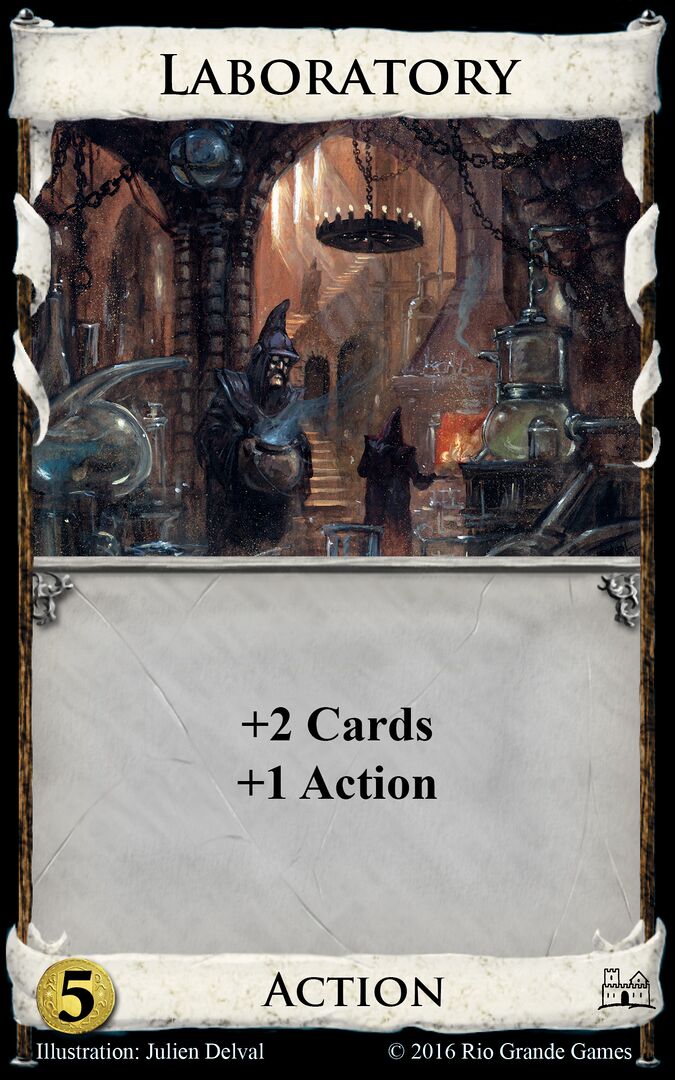 Laboratory
+2 Cards
+1 Action
5
Action
Illustration: Julien Delval
© 2016 Rio Grande Games